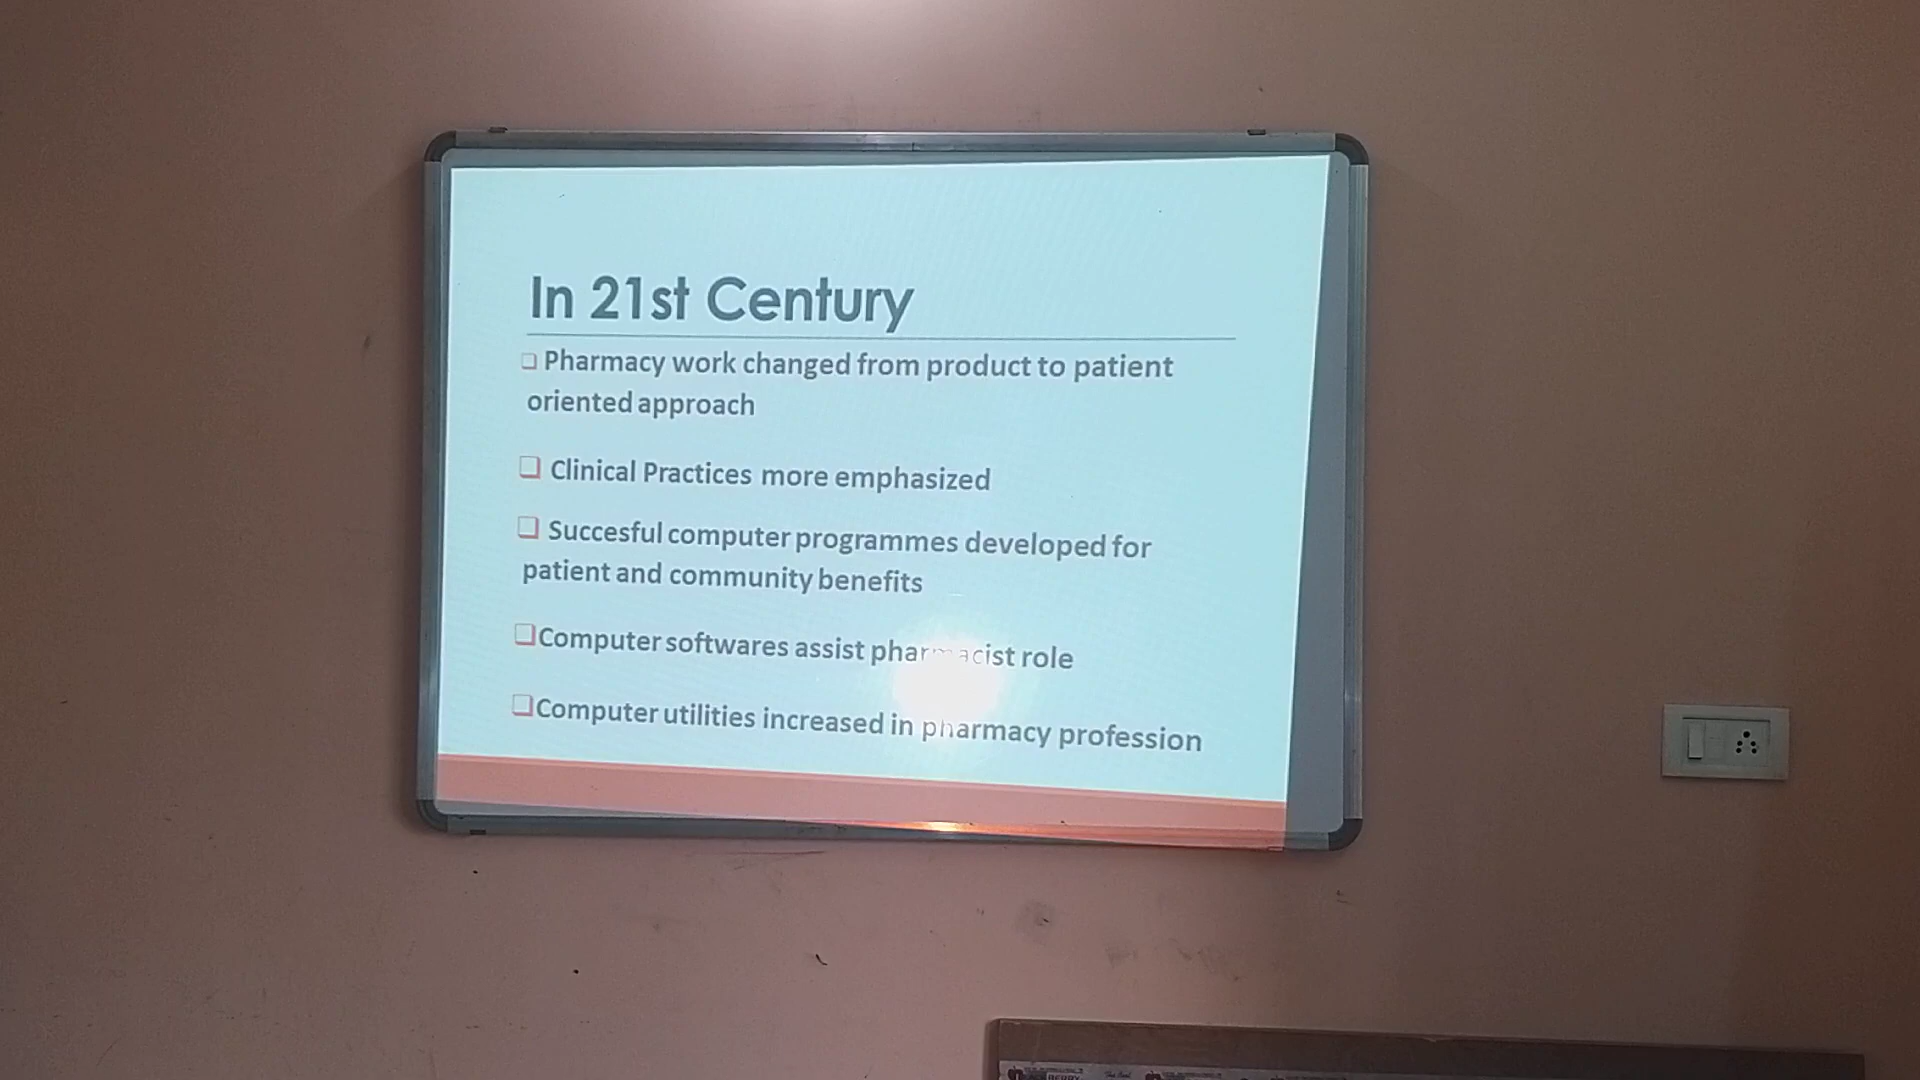 In 21st Century
Pharmacy work changed from product to patient
oriented approach
Clinical Practices more emphasized
Succesful computer programmes developed for
patient and community benefits
Computer softwares assist pharmacist role
Computer utilities increased in pharmacy profession